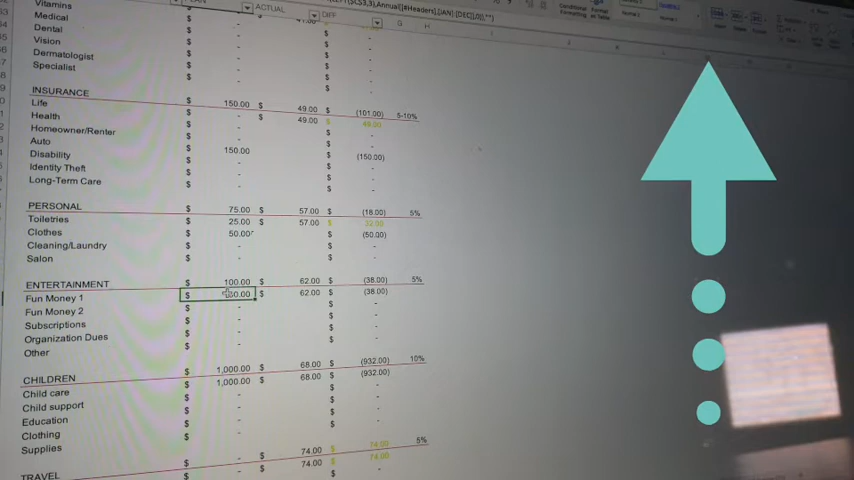 PLAN ACTUAL DIFF G H
Vitamins $ - $ -
Medical $ - $ -
Dental $ - $ -
Vision $ - $ -
Dermatologist $ - $ -
Specialist $ - $ -
INSURANCE $ 150.00 $ 49.00 $ (101.00) 5-10%
Life $ - $ 49.00 $ 49.00
Health $ - $ -
Homeowner/Renter $ - $ -
Auto $ 150.00 $ (150.00)
Disability $ - $ -
Identity Theft $ - $ -
Long-Term Care $ - $ -
PERSONAL $ 75.00 $ 57.00 $ (18.00) 5%
Toiletries $ 25.00 $ 57.00 $ 32.00
Clothes $ 50.00 $ (50.00)
Cleaning/Laundry $ - $ -
Salon $ - $ -
ENTERTAINMENT $ 100.00 $ 62.00 $ (38.00) 5%
Fun Money 1 $ 62.00 $ (38.00)
Fun Money 2 $ - $ -
Subscriptions $ - $ -
Organization Dues $ - $ -
Other $ - $ -
CHILDREN $ 1,000.00 $ 68.00 $ (932.00) 10%
Child care $ 1,000.00 $ 68.00 $ (932.00)
Child support $ - $ -
Education $ - $ -
Clothing $ - $ -
Supplies $ - $ -
TRAVEL $ - $ 74.00 $ 74.00 5%
$ - $ 74.00 $ 74.00